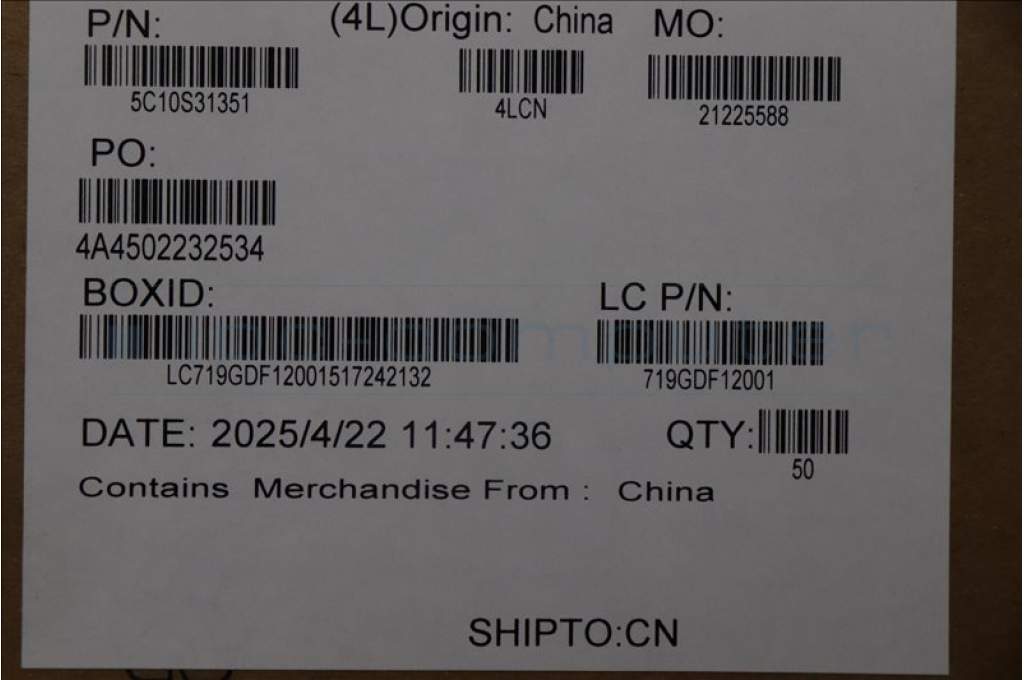 P/N: (4L)Origin: China MO:
5C10S31351 4LCN 21225588
PO:
4A4502232534
BOXID: LC P/N:
LC719GDF12001517242132 719GDF12001
DATE: 2025/4/22 11:47:36 QTY:
50
Contains Merchandise From : China
SHIPTO:CN